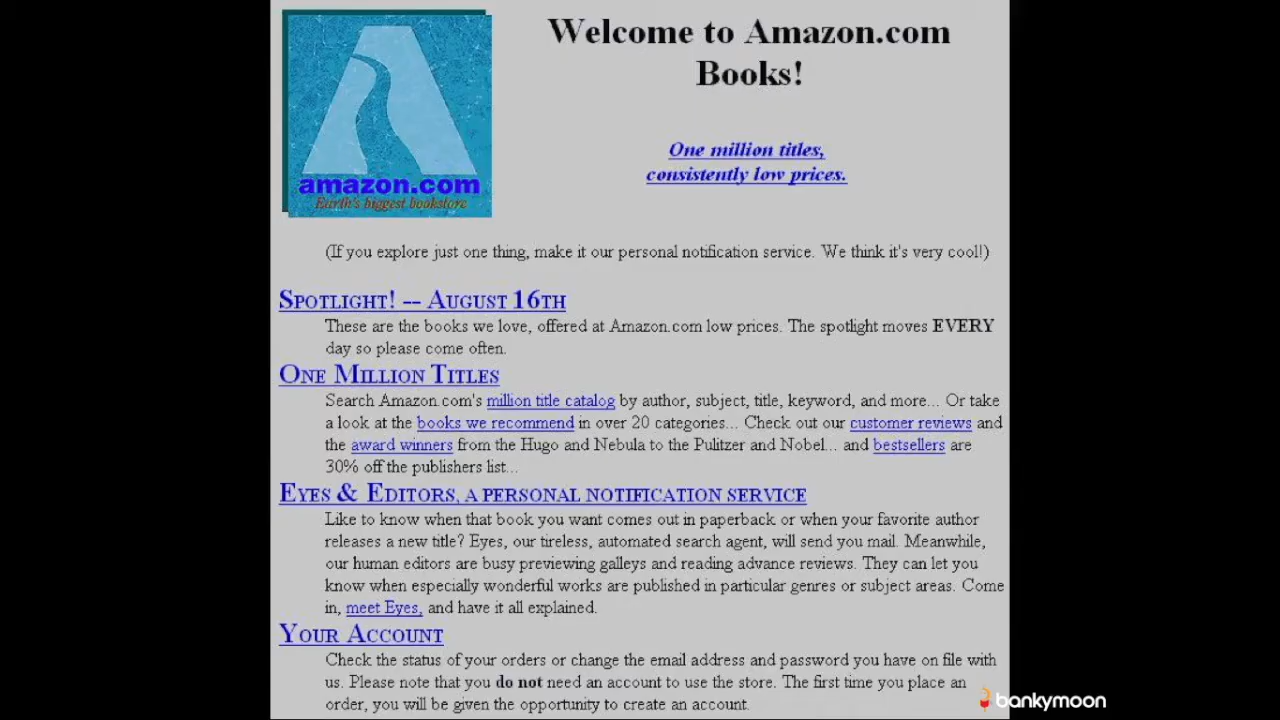 amazon.com
Earth's biggest bookstore
Welcome to Amazon.com
Books!
One million titles,
consistently low prices.
(If you explore just one thing, make it our personal notification service. We think it's very cool!)
SPOTLIGHT! -- AUGUST 16TH
These are the books we love, offered at Amazon.com low prices. The spotlight moves EVERY
day so please come often.
ONE MILLION TITLES
Search Amazon.com's million title catalog by author, subject, title, keyword, and more... Or take
a look at the books we recommend in over 20 categories... Check out our customer reviews and
the award winners from the Hugo and Nebula to the Pulitzer and Nobel... and bestsellers are
30% off the publishers list...
EYES & EDITORS, A PERSONAL NOTIFICATION SERVICE
Like to know when that book you want comes out in paperback or when your favorite author
releases a new title? Eyes, our tireless, automated search agent, will send you mail. Meanwhile,
our human editors are busy previewing galleys and reading advance reviews. They can let you
know when especially wonderful works are published in particular genres or subject areas. Come
in, meet Eyes, and have it all explained.
YOUR ACCOUNT
Check the status of your orders or change the email address and password you have on file with
us. Please note that you do not need an account to use the store. The first time you place an
order, you will be given the opportunity to create an account.
bankymoon